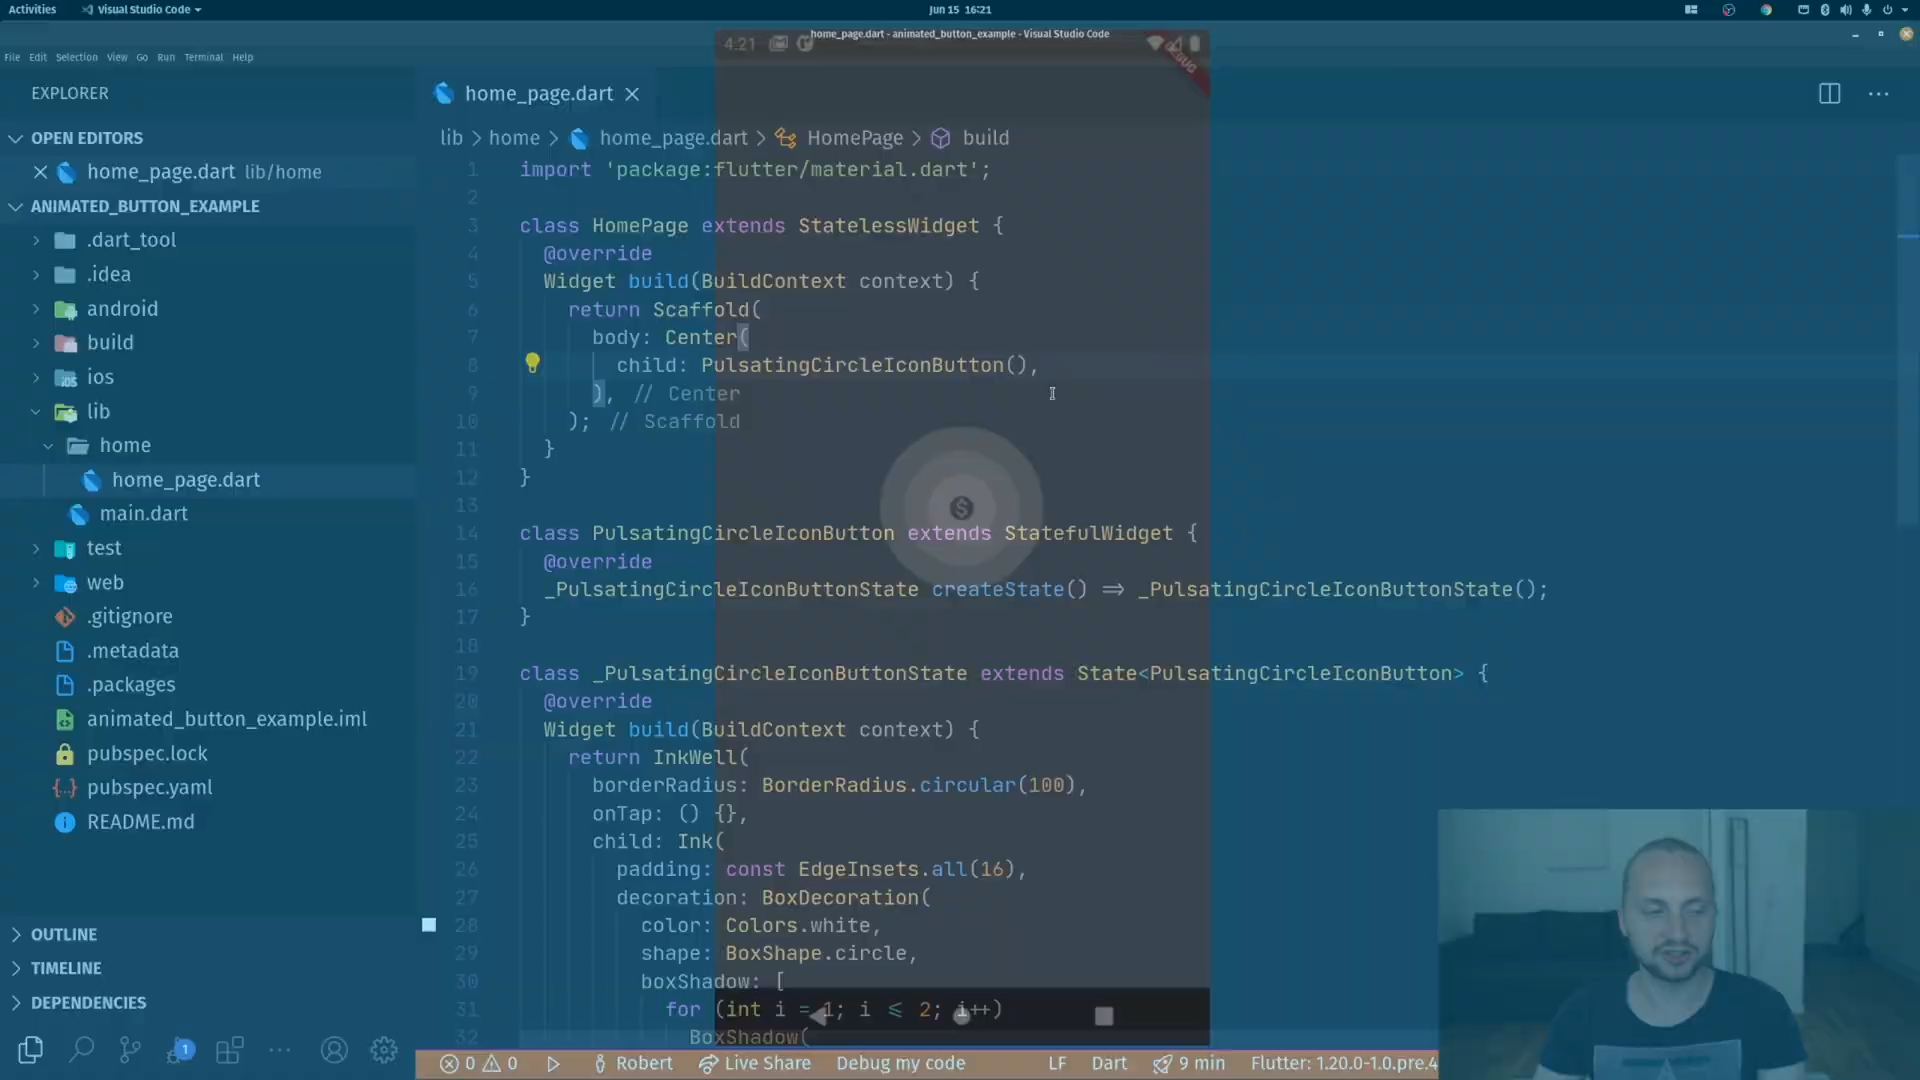 Activities
Visual Studio Code
Jun 15 16:21
4:21
home_page.dart - animated_button_example - Visual Studio Code
DEBUG
File Edit Selection View Go Run Terminal Help
EXPLORER
home_page.dart
OPEN EDITORS
lib > home > home_page.dart > HomePage > build
home_page.dart lib/home
ANIMATED_BUTTON_EXAMPLE
.dart_tool
.idea
android
build
ios
lib
home
home_page.dart
main.dart
test
web
.gitignore
.metadata
.packages
animated_button_example.iml
pubspec.lock
pubspec.yaml
README.md
OUTLINE
TIMELINE
DEPENDENCIES
1 import 'package:flutter/material.dart';
2
3 class HomePage extends StatelessWidget {
4 @override
5 Widget build(BuildContext context) {
6 return Scaffold(
7 body: Center(
8 child: PulsatingCircleIconButton(),
9 ), // Center
10 ); // Scaffold
11 }
12 }
13
$
14 class PulsatingCircleIconButton extends StatefulWidget {
15 @override
16 _PulsatingCircleIconButtonState createState() => _PulsatingCircleIconButtonState();
17 }
18
19 class _PulsatingCircleIconButtonState extends State<PulsatingCircleIconButton> {
20 @override
21 Widget build(BuildContext context) {
22 return InkWell(
23 borderRadius: BorderRadius.circular(100),
24 onTap: () {},
25 child: Ink(
26 padding: const EdgeInsets.all(16),
27 decoration: BoxDecoration(
28 color: Colors.white,
29 shape: BoxShape.circle,
30 boxShadow: [
31 for (int i = 1; i <= 2; i++)
32 BoxShadow(
1
0 0 Robert Live Share Debug my code LF Dart 9 min Flutter: 1.20.0-1.0.pre.4